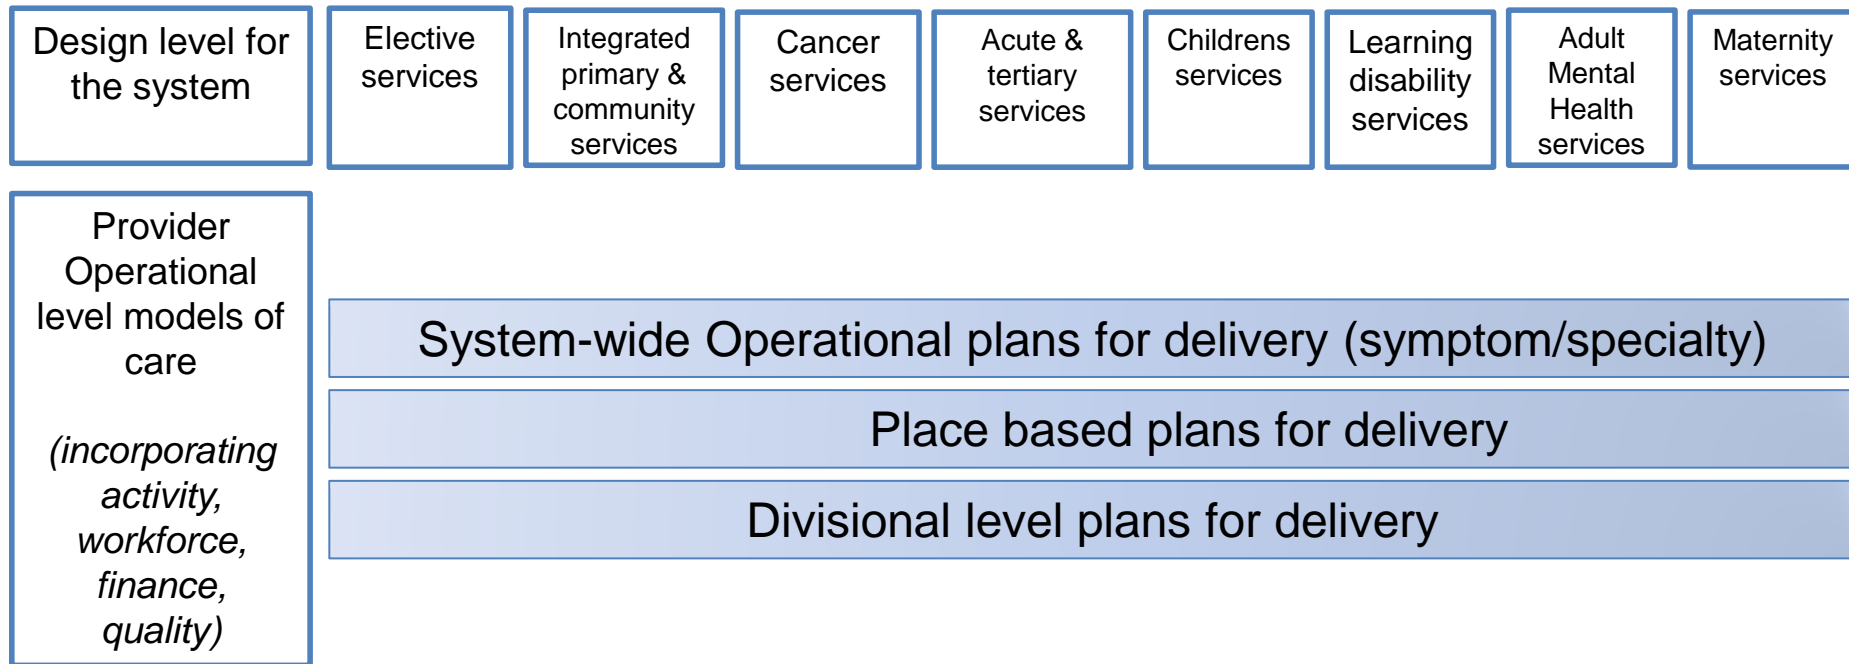 Design level for
the system
Elective
services
Integrated
primary &
community
services
Cancer
services
Acute &
tertiary
services
Childrens
services
Learning
disability
services
Adult
Mental
Health
services
Maternity
services
Provider
Operational
level models of
care
(incorporating
activity,
workforce,
finance,
quality)
System-wide Operational plans for delivery (symptom/specialty)
Place based plans for delivery
Divisional level plans for delivery